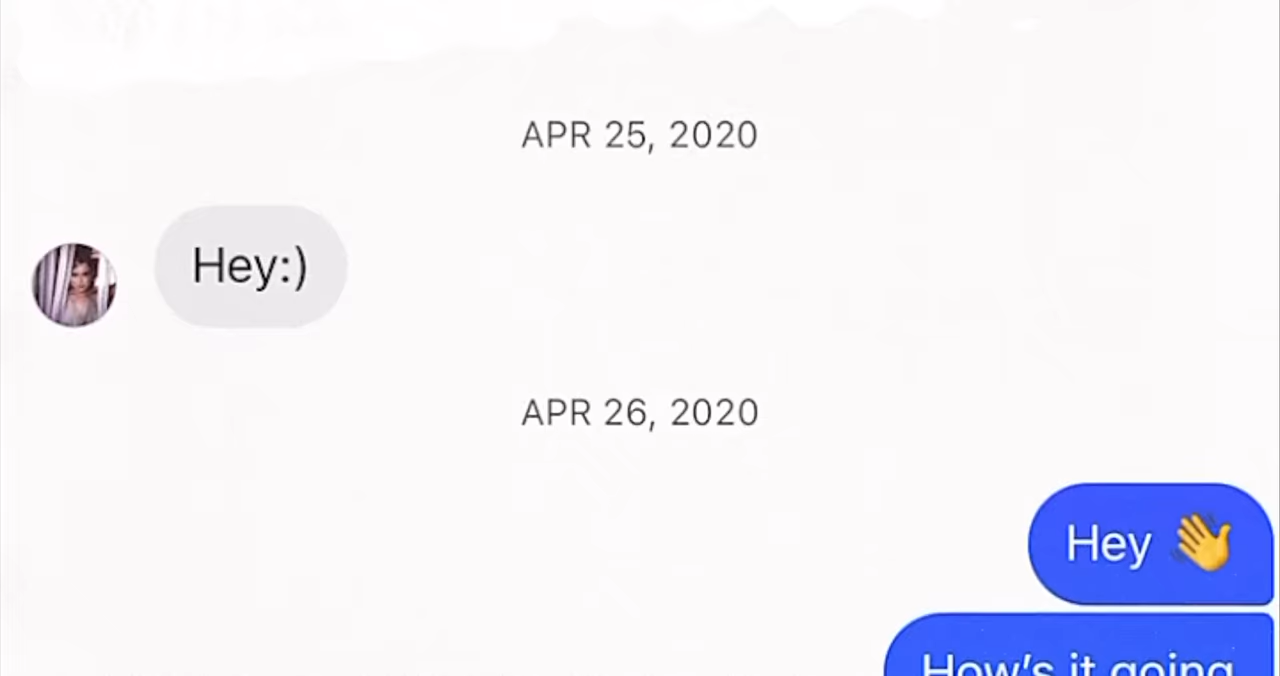 APR 25, 2020
Hey:)
APR 26, 2020
Hey 👋
How's it going